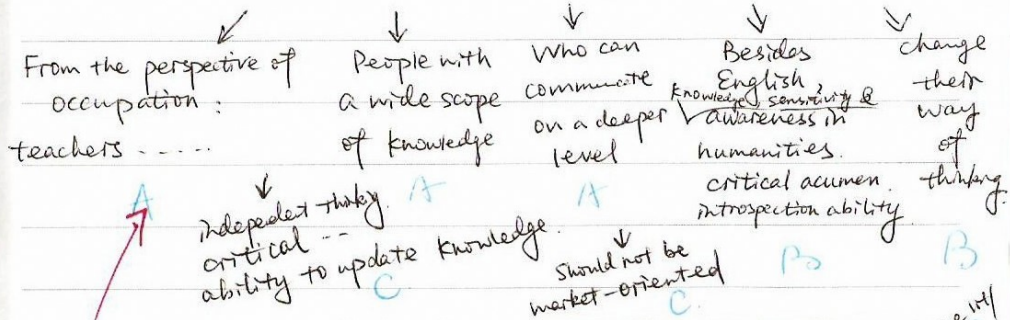 From the perspective of
occupation:
teachers ......
A
People with
a wide scope
of knowledge
A
Who can
communicate
on a deeper
level
A
Besides
English
knowledge, sensitivity &
awareness in
humanities.
critical acumen.
introspection ability.
B
change
their
way
of
thinking.
B
independent thinkg.
critical ...
ability to update knowledge.
C
should not be
market-oriented
C.